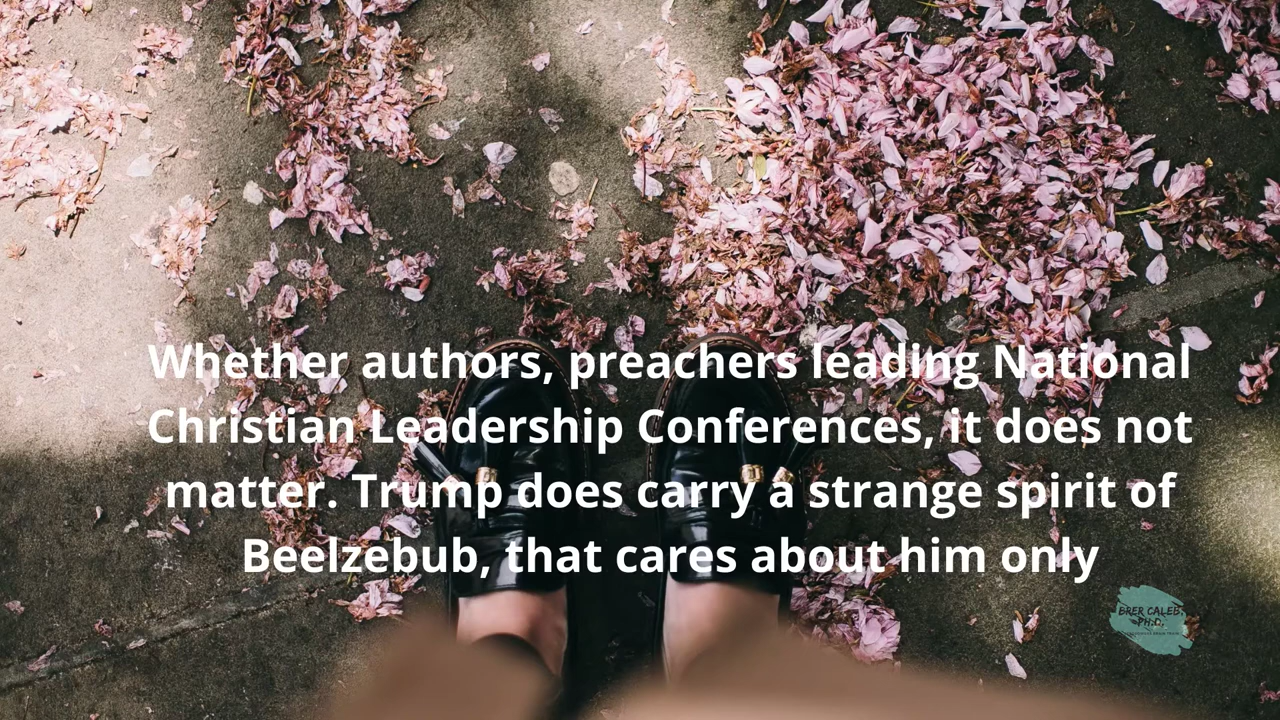 Whether authors, preachers leading National
Christian Leadership Conferences, it does not
matter. Trump does carry a strange spirit of
Beelzebub, that cares about him only
BRER CALEB,
PH.D.